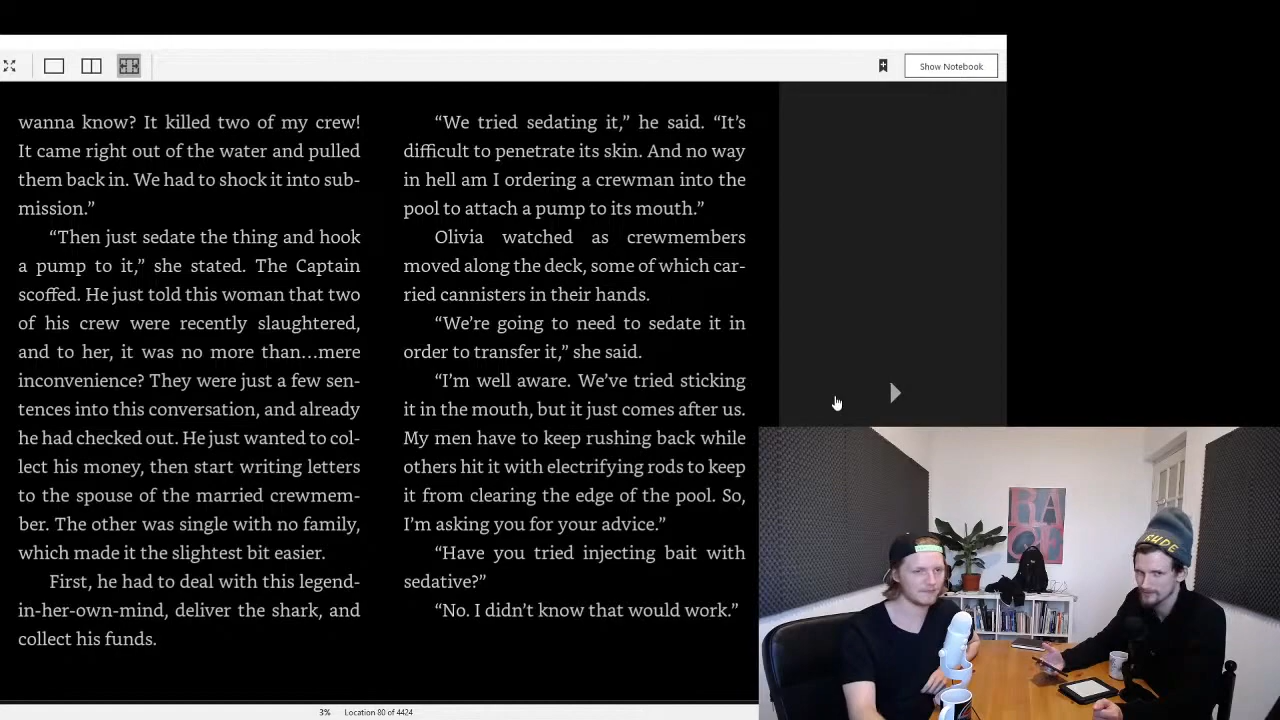 Show Notebook
wanna know? It killed two of my crew!
It came right out of the water and pulled
them back in. We had to shock it into sub-
mission.”
“Then just sedate the thing and hook
a pump to it,” she stated. The Captain
scoffed. He just told this woman that two
of his crew were recently slaughtered,
and to her, it was no more than…mere
inconvenience? They were just a few sen-
tences into this conversation, and already
he had checked out. He just wanted to col-
lect his money, then start writing letters
to the spouse of the married crewmem-
ber. The other was single with no family,
which made it the slightest bit easier.
First, he had to deal with this legend-
in-her-own-mind, deliver the shark, and
collect his funds.
“We tried sedating it,” he said. “It’s
difficult to penetrate its skin. And no way
in hell am I ordering a crewman into the
pool to attach a pump to its mouth.”
Olivia watched as crewmembers
moved along the deck, some of which car-
ried cannisters in their hands.
“We’re going to need to sedate it in
order to transfer it,” she said.
“I’m well aware. We’ve tried sticking
it in the mouth, but it just comes after us.
My men have to keep rushing back while
others hit it with electrifying rods to keep
it from clearing the edge of the pool. So,
I’m asking you for your advice.”
“Have you tried injecting bait with
sedative?”
“No. I didn’t know that would work.”
3% Location 80 of 4424
RA
GE
RUDE